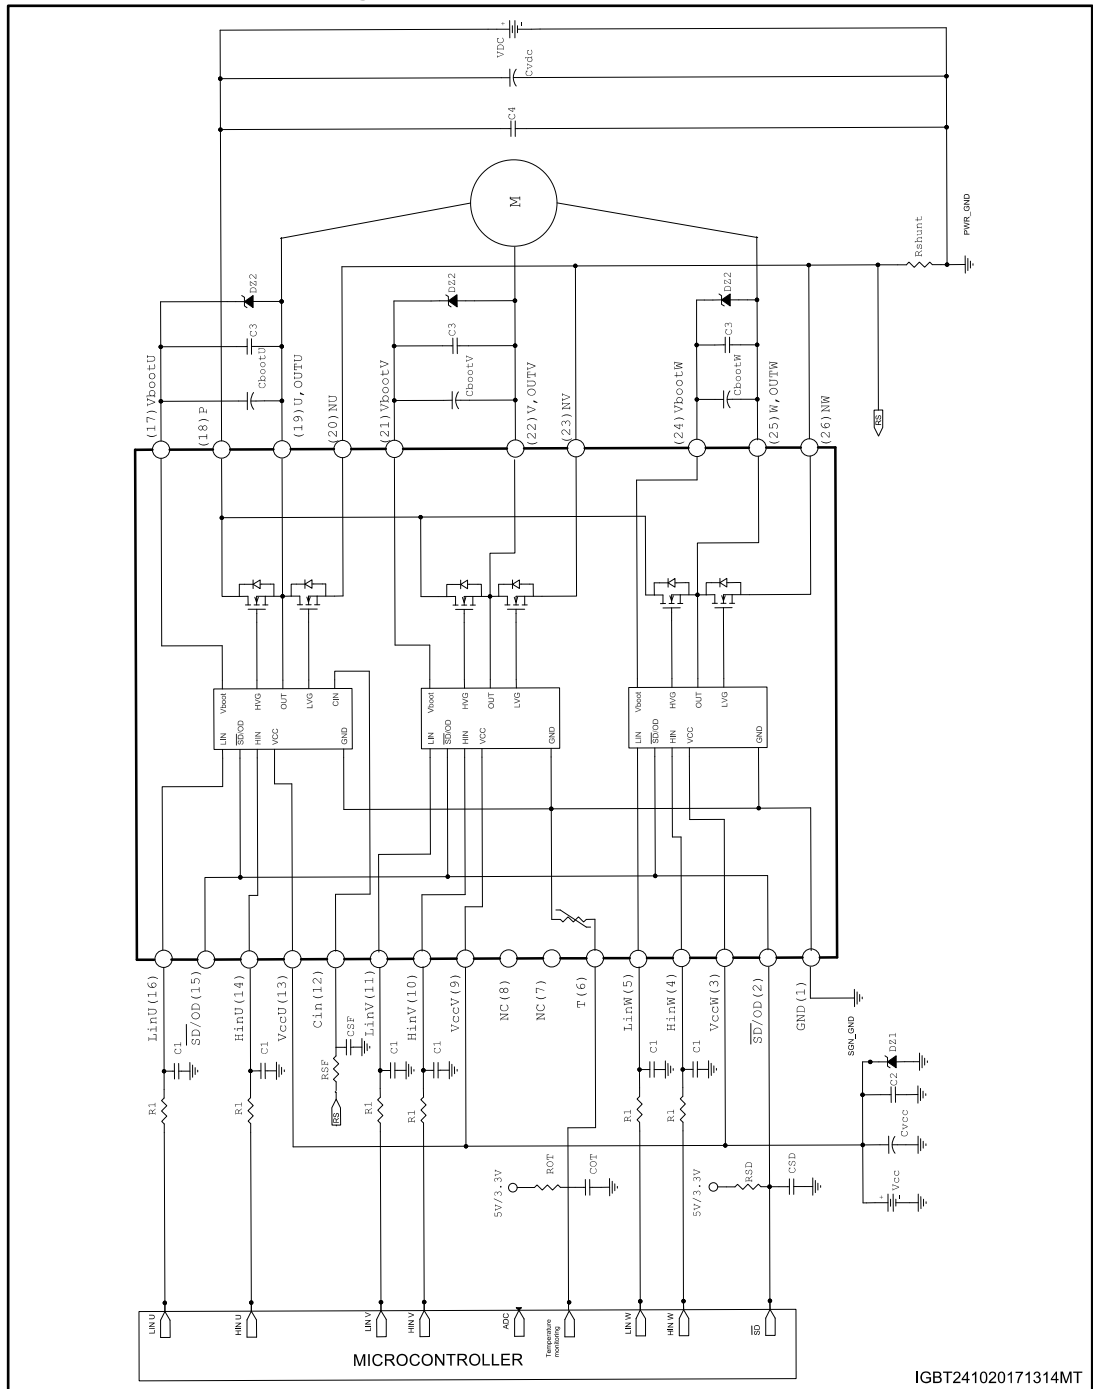 VDC
+
-
Cvdc
C4
M
Rshunt
PWR_GND
DZ2
DZ2
DZ2
C3
C3
C3
CbootU
CbootV
CbootW
RS
(17)VbootU
(18)P
(19)U,OUTU
(20)NU
(21)VbootV
(22)V,OUTV
(23)NV
(24)VbootW
(25)W,OUTW
(26)NW
Vboot
HVG
OUT
LVG
CIN
LIN
SD/OD
HIN
VCC
GND
Vboot
HVG
OUT
LVG
LIN
SD/OD
HIN
VCC
GND
Vboot
HVG
OUT
LVG
LIN
SD/OD
HIN
VCC
GND
LinU(16)
SD/OD(15)
HinU(14)
VccU(13)
Cin(12)
LinV(11)
HinV(10)
VccV(9)
NC(8)
NC(7)
T(6)
LinW(5)
HinW(4)
VccW(3)
SD/OD(2)
GND(1)
SGN_GND
C1
C1
CSF
C1
C1
C1
C1
DZ1
R1
R1
RSF
RS
R1
R1
R1
R1
C2
Cvcc
5V/3.3V
ROT
COT
5V/3.3V
RSD
CSD
Vcc
+
-
LIN U
HIN U
LIN V
HIN V
ADC
Temperature
monitoring
LIN W
HIN W
SD
MICROCONTROLLER
IGBT241020171314MT